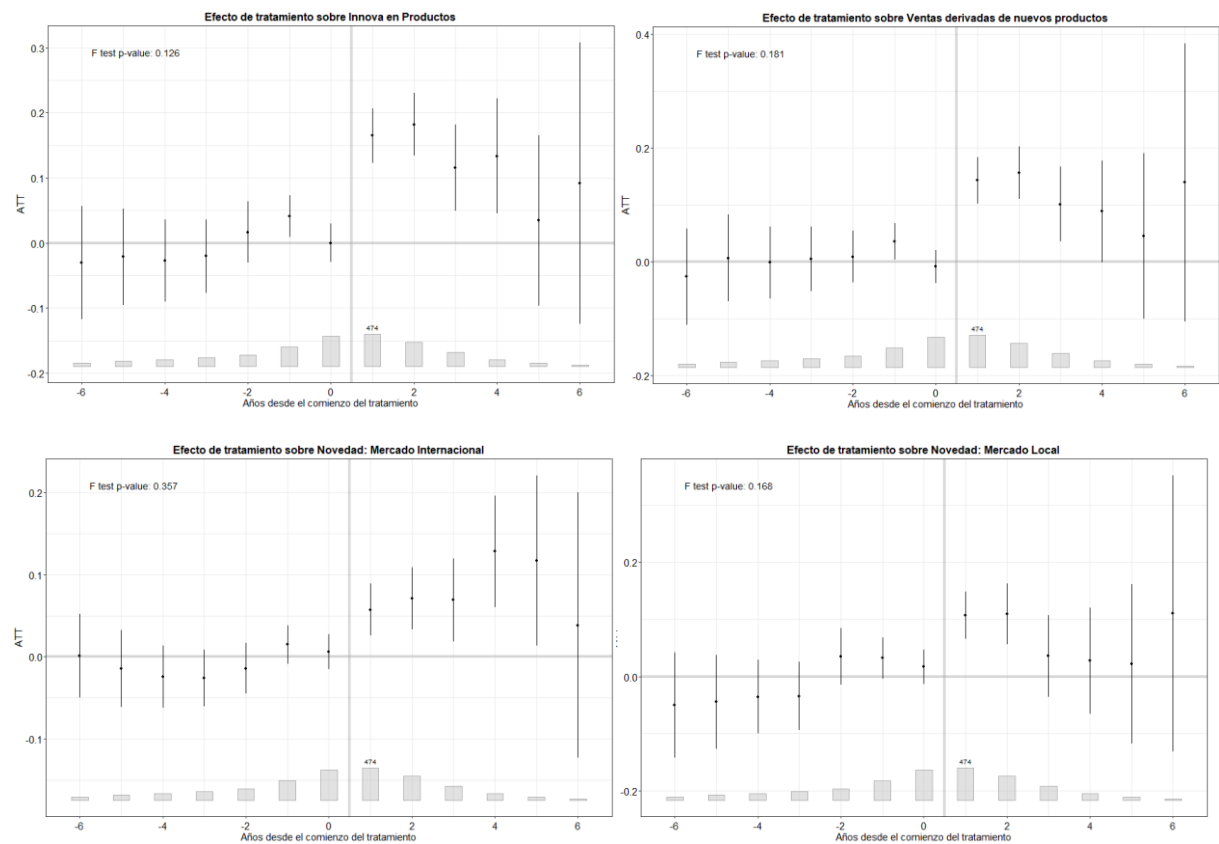 Efecto de tratamiento sobre Innova en Productos
F test p-value: 0.126
ATT
0.3
0.2
0.1
0.0
-0.1
-0.2
474
-6 -4 -2 0 2 4 6
Años desde el comienzo del tratamiento
Efecto de tratamiento sobre Ventas derivadas de nuevos productos
F test p-value: 0.181
ATT
0.4
0.2
0.0
-0.2
474
-6 -4 -2 0 2 4 6
Años desde el comienzo del tratamiento
Efecto de tratamiento sobre Novedad: Mercado Internacional
F test p-value: 0.357
ATT
0.2
0.1
0.0
-0.1
474
-6 -4 -2 0 2 4 6
Años desde el comienzo del tratamiento
Efecto de tratamiento sobre Novedad: Mercado Local
F test p-value: 0.168
0.2
0.0
-0.2
474
-6 -4 -2 0 2 4 6
Años desde el comienzo del tratamiento